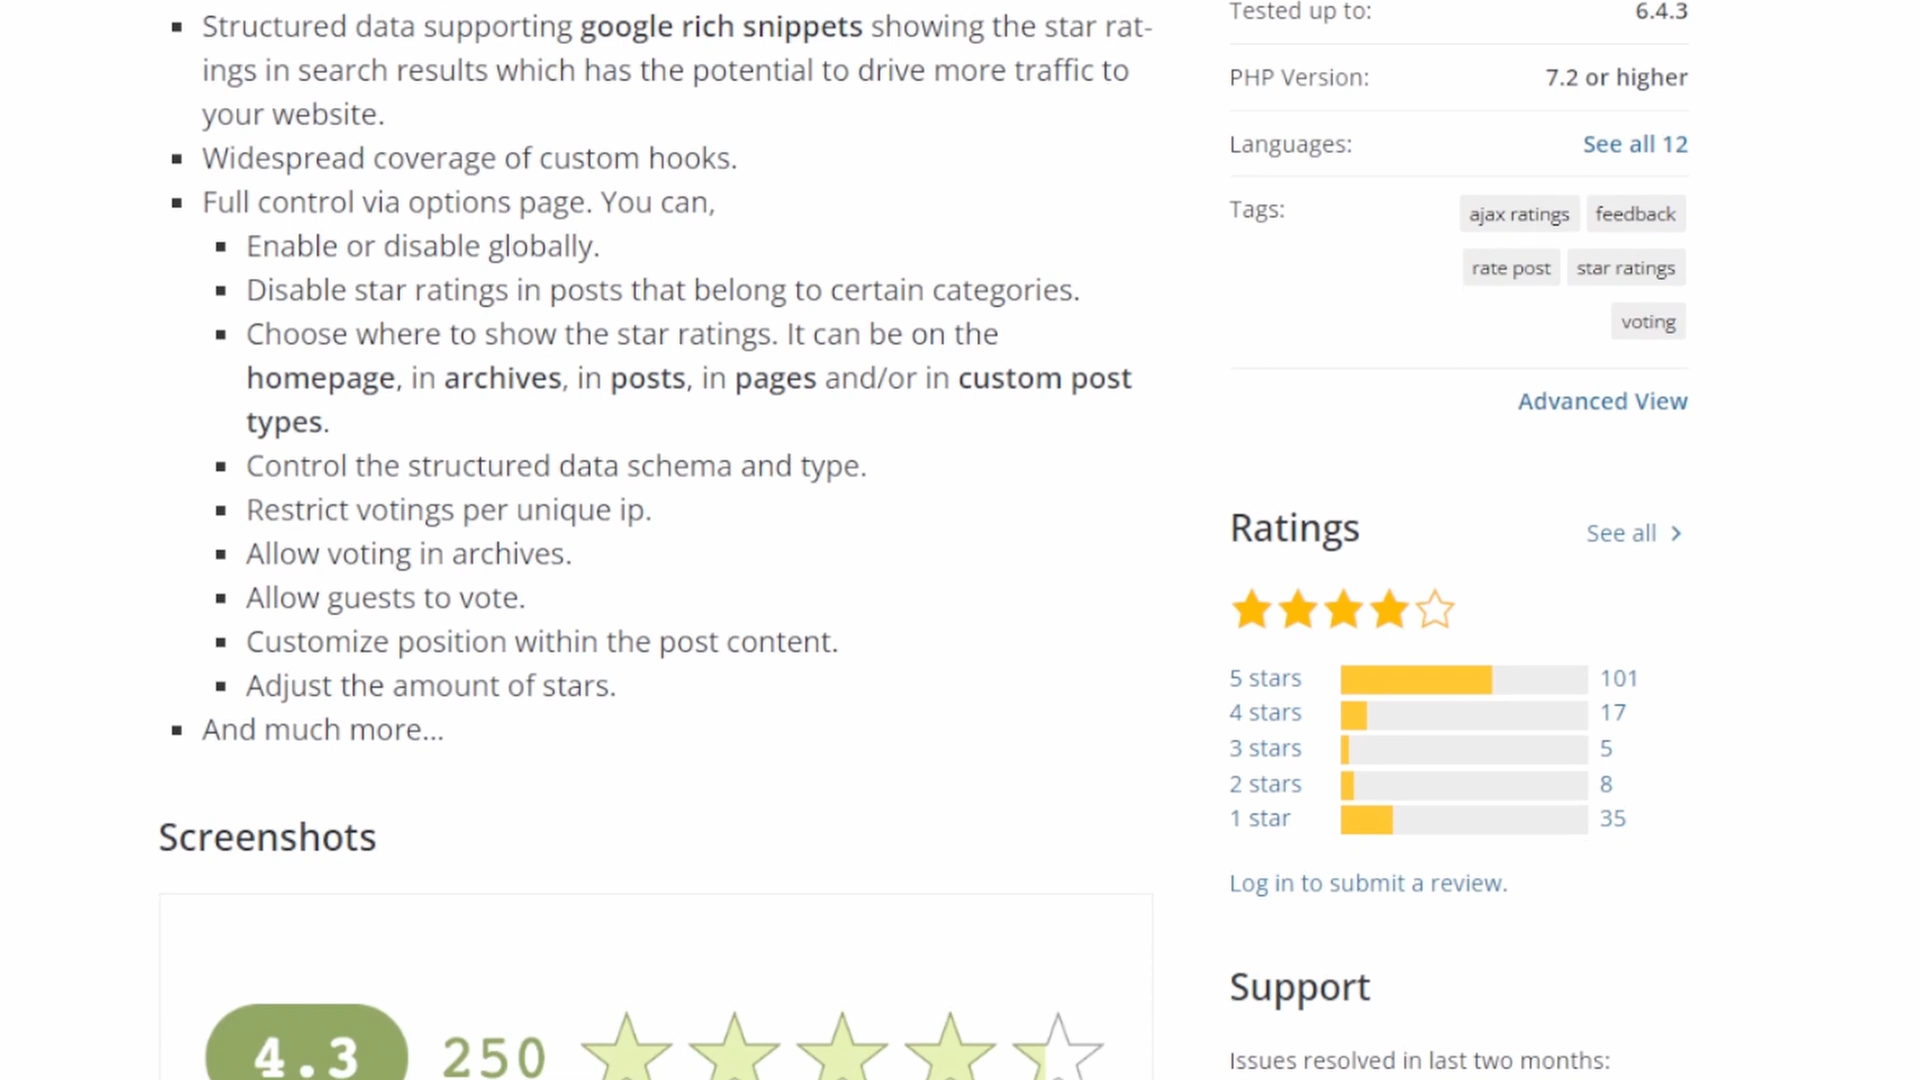 Structured data supporting google rich snippets showing the star rat-
ings in search results which has the potential to drive more traffic to
your website.
Widespread coverage of custom hooks.
Full control via options page. You can,
Enable or disable globally.
Disable star ratings in posts that belong to certain categories.
Choose where to show the star ratings. It can be on the
homepage, in archives, in posts, in pages and/or in custom post
types.
Control the structured data schema and type.
Restrict votings per unique ip.
Allow voting in archives.
Allow guests to vote.
Customize position within the post content.
Adjust the amount of stars.
And much more...
Screenshots
4.3 250
Tested up to: 6.4.3
PHP Version: 7.2 or higher
Languages: See all 12
Tags: ajax ratings feedback
rate post star ratings
voting
Advanced View
Ratings See all
5 stars 101
4 stars 17
3 stars 5
2 stars 8
1 star 35
Log in to submit a review.
Support
Issues resolved in last two months: